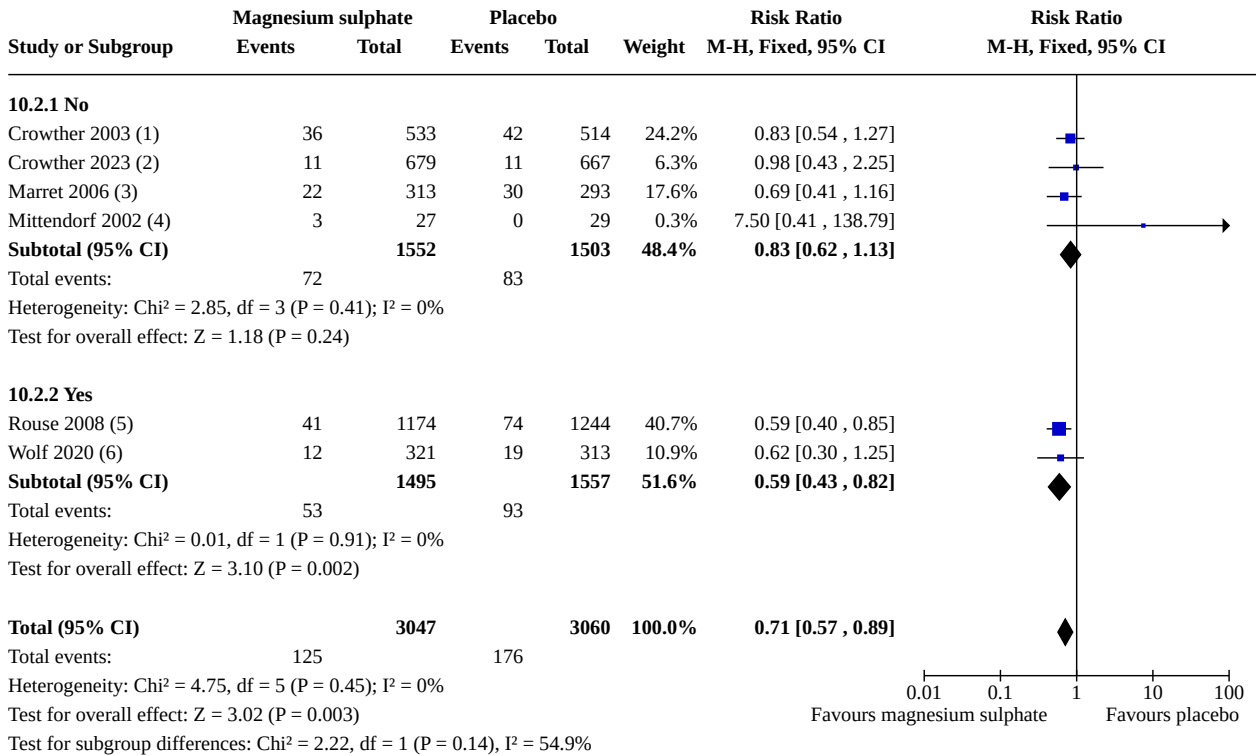 Magnesium sulphate Placebo Risk Ratio Risk Ratio
Study or Subgroup Events Total Events Total Weight M-H, Fixed, 95% CI M-H, Fixed, 95% CI
10.2.1 No
Crowther 2003 (1) 36 533 42 514 24.2% 0.83 [0.54 , 1.27]
Crowther 2023 (2) 11 679 11 667 6.3% 0.98 [0.43 , 2.25]
Marret 2006 (3) 22 313 30 293 17.6% 0.69 [0.41 , 1.16]
Mittendorf 2002 (4) 3 27 0 29 0.3% 7.50 [0.41 , 138.79]
Subtotal (95% CI) 1552 1503 48.4% 0.83 [0.62 , 1.13]
Total events: 72 83
Heterogeneity: Chi² = 2.85, df = 3 (P = 0.41); I² = 0%
Test for overall effect: Z = 1.18 (P = 0.24)
10.2.2 Yes
Rouse 2008 (5) 41 1174 74 1244 40.7% 0.59 [0.40 , 0.85]
Wolf 2020 (6) 12 321 19 313 10.9% 0.62 [0.30 , 1.25]
Subtotal (95% CI) 1495 1557 51.6% 0.59 [0.43 , 0.82]
Total events: 53 93
Heterogeneity: Chi² = 0.01, df = 1 (P = 0.91); I² = 0%
Test for overall effect: Z = 3.10 (P = 0.002)
Total (95% CI) 3047 3060 100.0% 0.71 [0.57 , 0.89]
Total events: 125 176
Heterogeneity: Chi² = 4.75, df = 5 (P = 0.45); I² = 0%
0.01 0.1 1 10 100
Test for overall effect: Z = 3.02 (P = 0.003) Favours magnesium sulphate Favours placebo
Test for subgroup differences: Chi² = 2.22, df = 1 (P = 0.14), I² = 54.9%